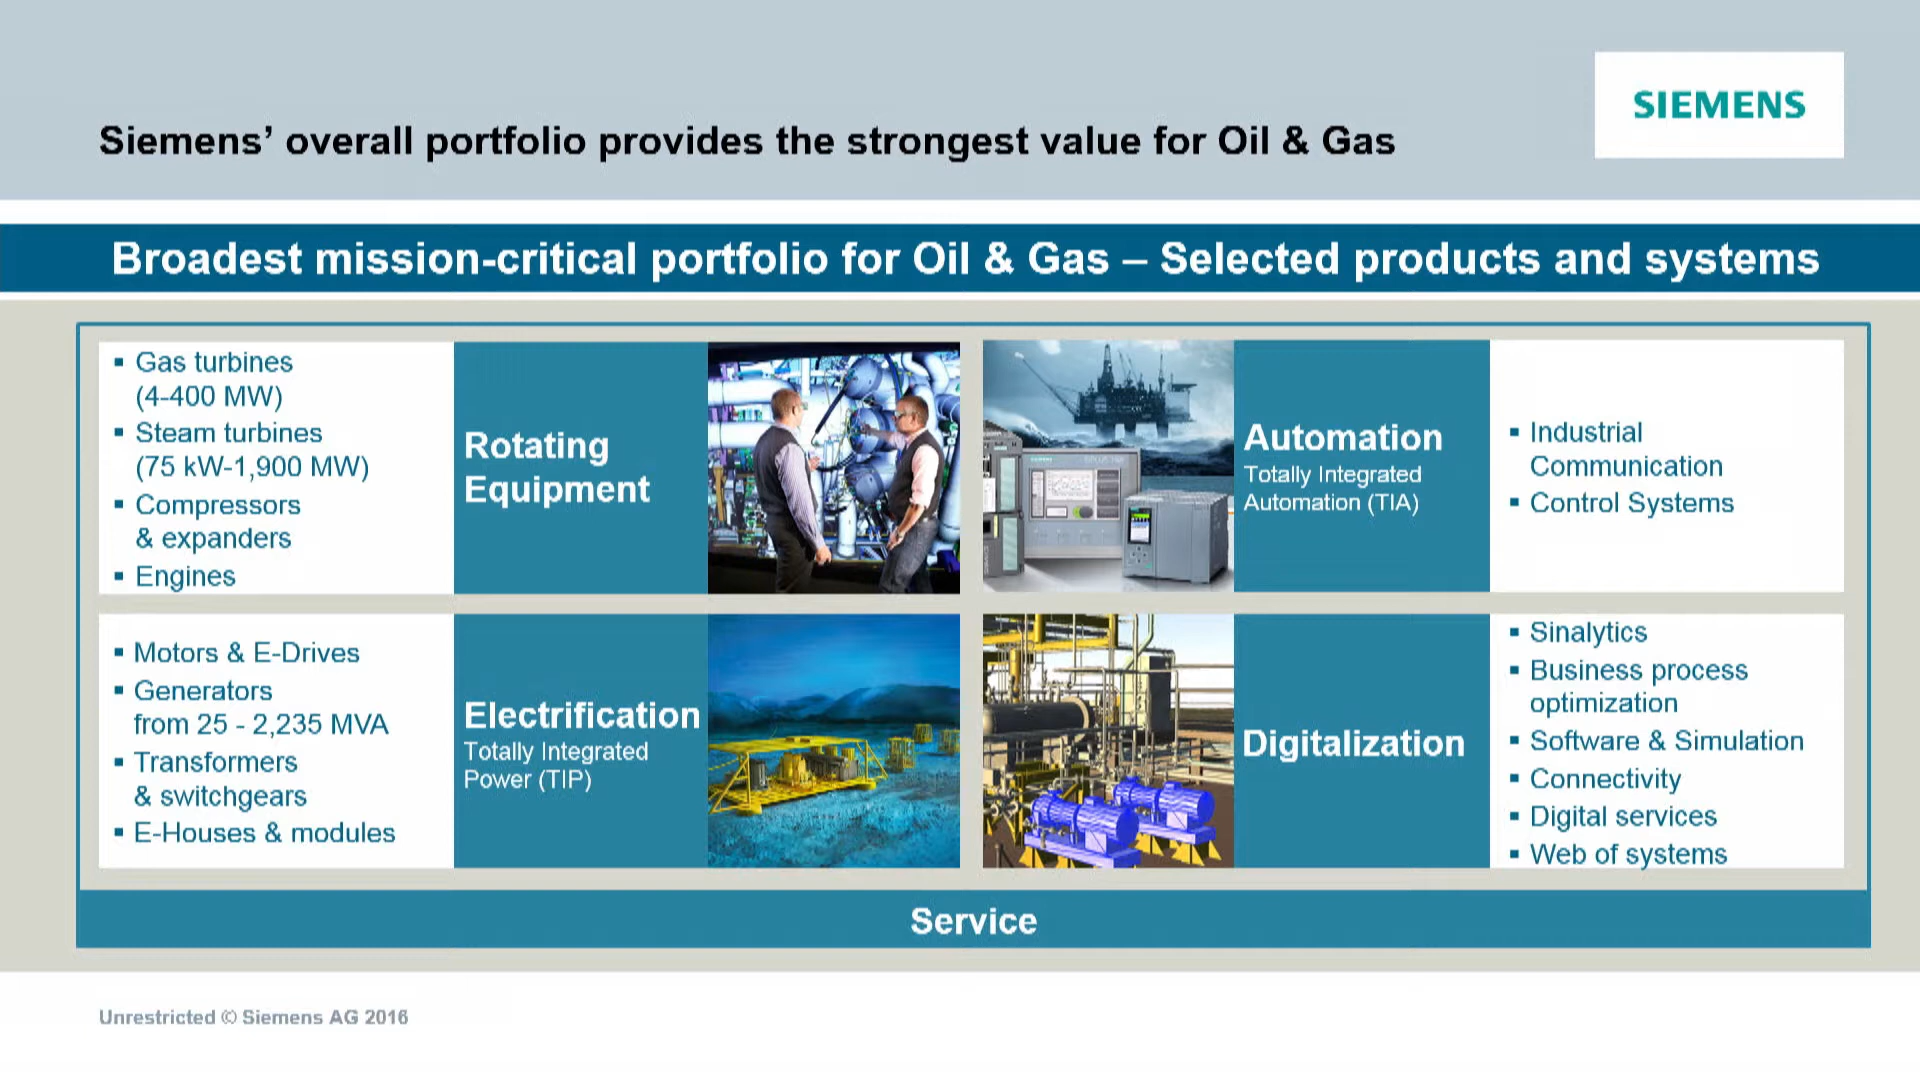 SIEMENS
Siemens’ overall portfolio provides the strongest value for Oil & Gas
Broadest mission-critical portfolio for Oil & Gas – Selected products and systems
▪ Gas turbines
(4-400 MW)
▪ Steam turbines
(75 kW-1,900 MW)
▪ Compressors
& expanders
▪ Engines
Rotating
Equipment
Automation
Totally Integrated
Automation (TIA)
▪ Industrial
Communication
▪ Control Systems
▪ Motors & E-Drives
▪ Generators
from 25 - 2,235 MVA
▪ Transformers
& switchgears
▪ E-Houses & modules
Electrification
Totally Integrated
Power (TIP)
Digitalization
▪ Sinalytics
▪ Business process
optimization
▪ Software & Simulation
▪ Connectivity
▪ Digital services
▪ Web of systems
Service
Unrestricted © Siemens AG 2016